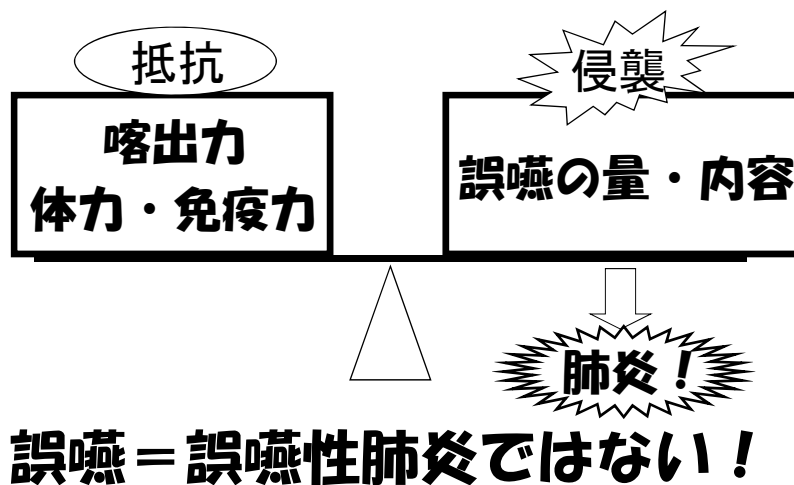 抵抗
侵襲
喀出力
体力・免疫力
誤嚥の量・内容
肺炎！
誤嚥＝誤嚥性肺炎ではない！